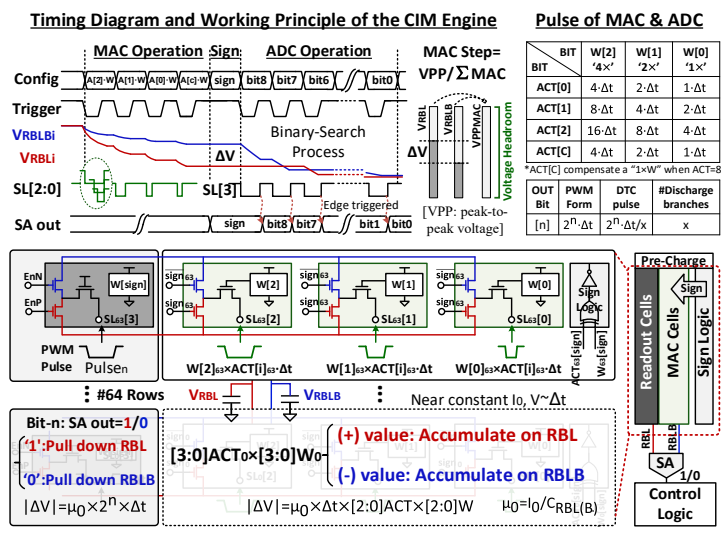 Timing Diagram and Working Principle of the CIM Engine
MAC Operation Sign ADC Operation
Config A[2]·W A[1]·W A[0]·W A[c]·W sign bit8 bit7 bit6 bit0
Trigger
VRBLBi
VRBLi
ΔV
Binary-Search
Process
SL[2:0]
SL[3]
Edge triggered
SA out sign bit8 bit7 bit1 bit0
MAC Step=
VPP/∑MAC
VRBL
VRBLB
VPPMAC
ΔV
Voltage Headroom
[VPP: peak-to-
peak voltage]
Pulse of MAC & ADC
BIT W[2] W[1] W[0]
BIT '4×' '2×' '1×'
ACT[0] 4·Δt 2·Δt 1·Δt
ACT[1] 8·Δt 4·Δt 2·Δt
ACT[2] 16·Δt 8·Δt 4·Δt
ACT[C] 4·Δt 2·Δt 1·Δt
*ACT[C] compensate a "1×W" when ACT=8
OUT PWM DTC #Discharge
Bit Form pulse branches
[n] 2ⁿ·Δt 2ⁿ·Δt/x x
EnN
EnP
W[sign]
SL63[3]
sign63
sign63
W[2]
SL63[2]
sign63
sign63
W[1]
SL63[1]
sign63
sign63
W[0]
SL63[0]
Sign
Logic
ACT63[sign]
W63[sign]
PWM
Pulse
Pulsen
W[2]63×ACT[i]63·Δt
W[1]63×ACT[i]63·Δt
W[0]63×ACT[i]63·Δt
#64 Rows
VRBL
VRBLB
Near constant I0, V~Δt
Bit-n: SA out=1/0
'1':Pull down RBL
'0':Pull down RBLB
|ΔV|=μ0×2ⁿ×Δt
[3:0]ACT0×[3:0]W0
(+) value: Accumulate on RBL
(-) value: Accumulate on RBLB
|ΔV|=μ0×Δt×[2:0]ACT×[2:0]W
μ0=I0/CRBL(B)
Pre-Charge
Sign
Readout Cells
MAC Cells
Sign Logic
RBL
RBLB
SA
1/0
Control
Logic